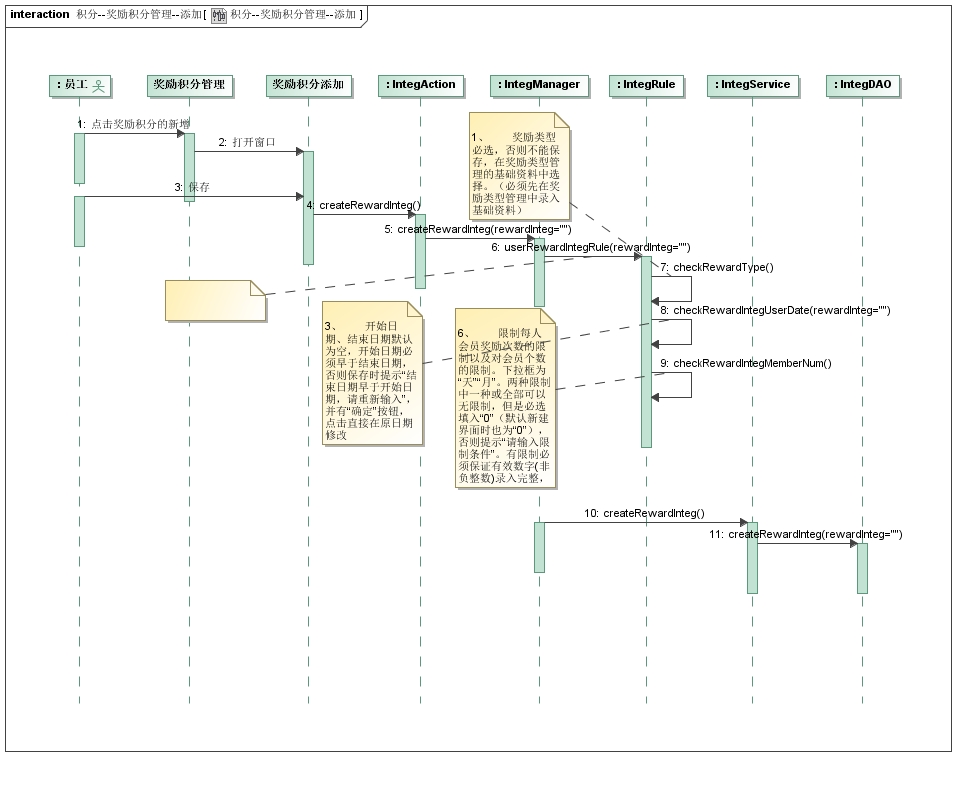 interaction 积分--奖励积分管理--添加[ 积分--奖励积分管理--添加 ]
: 员工
奖励积分管理
奖励积分添加
: IntegAction
: IntegManager
: IntegRule
: IntegService
: IntegDAO
1: 点击奖励积分的新增
2: 打开窗口
3: 保存
4: createRewardInteg()
5: createRewardInteg(rewardInteg="")
6: userRewardIntegRule(rewardInteg="")
7: checkRewardType()
8: checkRewardIntegUserDate(rewardInteg="")
9: checkRewardIntegMemberNum()
10: createRewardInteg()
11: createRewardInteg(rewardInteg="")
1、 奖励类型
必选，否则不能保
存，在奖励类型管
理的基础资料中选
择。（必须先在奖
励类型管理中录入
基础资料）
3、 开始日
期、结束日期默认
为空，开始日期必
须早于结束日期，
否则保存时提示“结
束日期早于开始日
期，请重新输入”，
并有“确定”按钮，
点击直接在原日期
修改
6、 限制每人
会员奖励次数的限
制以及对会员个数
的限制。下拉框为
“天”“月”。两种限制
中一种或全部可以
无限制，但是必选
填入“0”（默认新建
界面时也为“0”），
否则提示“请输入限
制条件”。有限制必
须保证有效数字(非
负整数)录入完整，